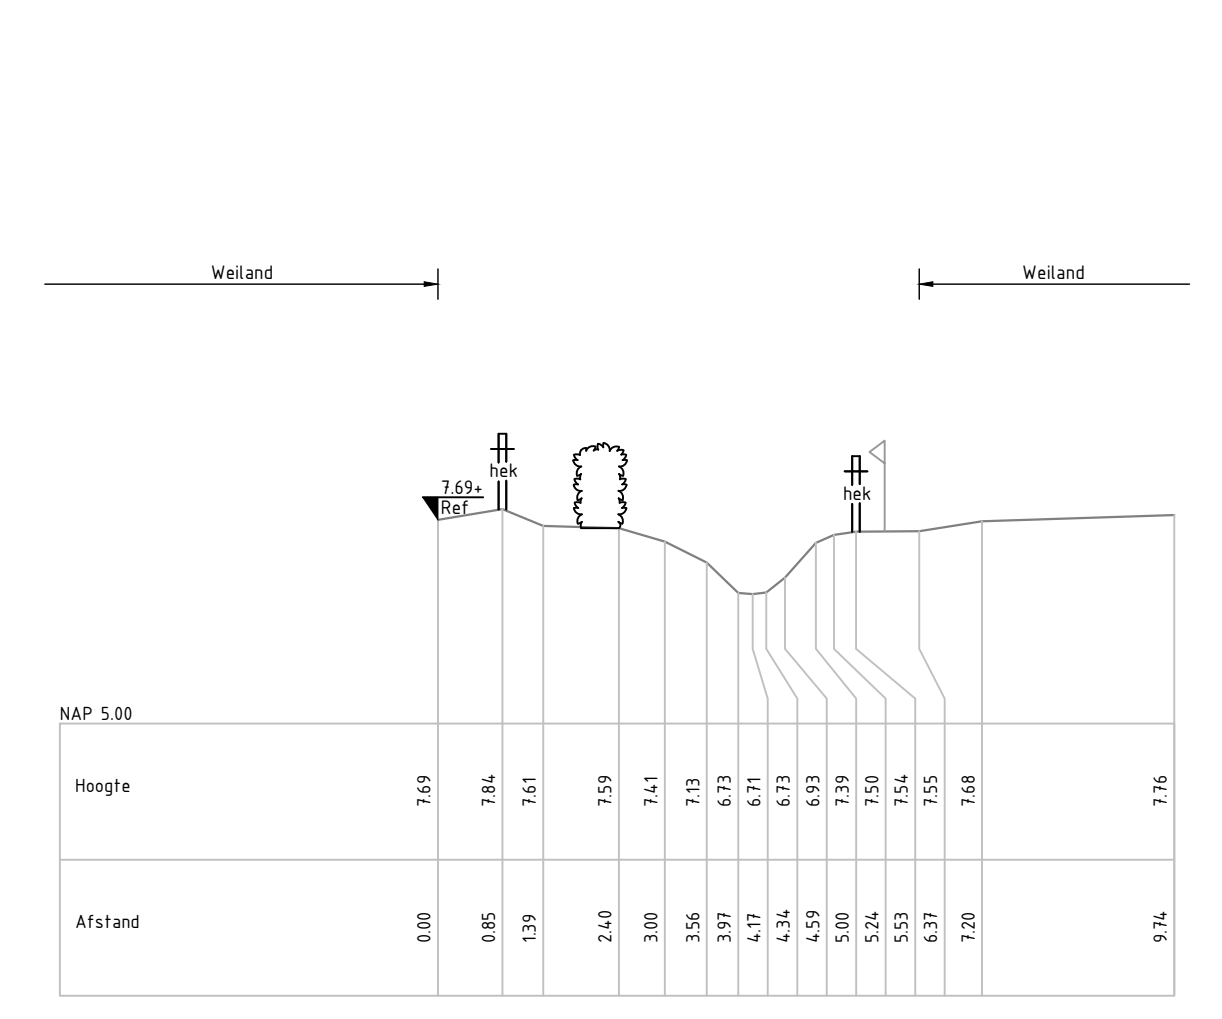 Weiland
Weiland
hek
7.69+
Ref
hek
NAP 5.00
Hoogte 7.69 7.84 7.61 7.59 7.41 7.13 6.73 6.71 6.73 6.93 7.39 7.50 7.54 7.55 7.68 7.76
Afstand 0.00 0.85 1.39 2.40 3.00 3.56 3.97 4.17 4.34 4.59 5.00 5.24 5.53 6.37 7.20 9.74